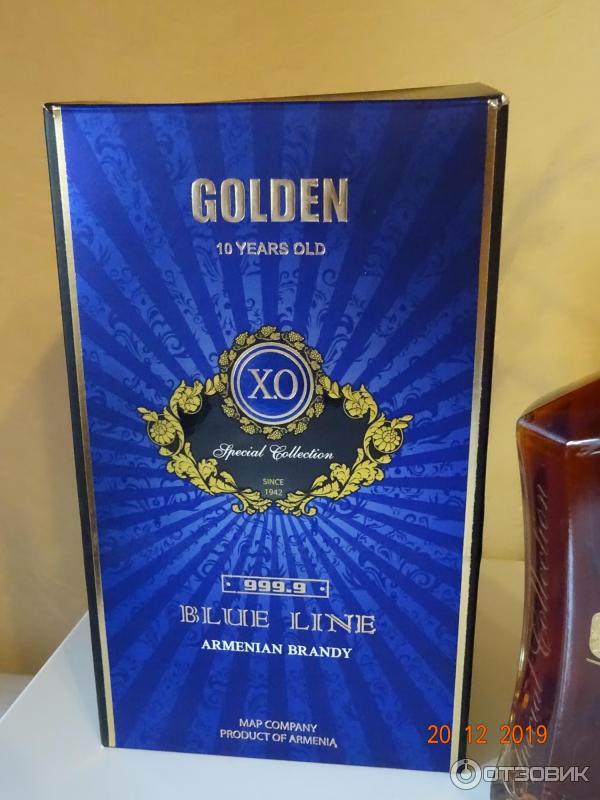 GOLDEN
10 YEARS OLD
X.O
Special Collection
SINCE
1942
999.9
BLUE LINE
ARMENIAN BRANDY
MAP COMPANY
PRODUCT OF ARMENIA
Collection
20 12 2019
ОТЗОВИК